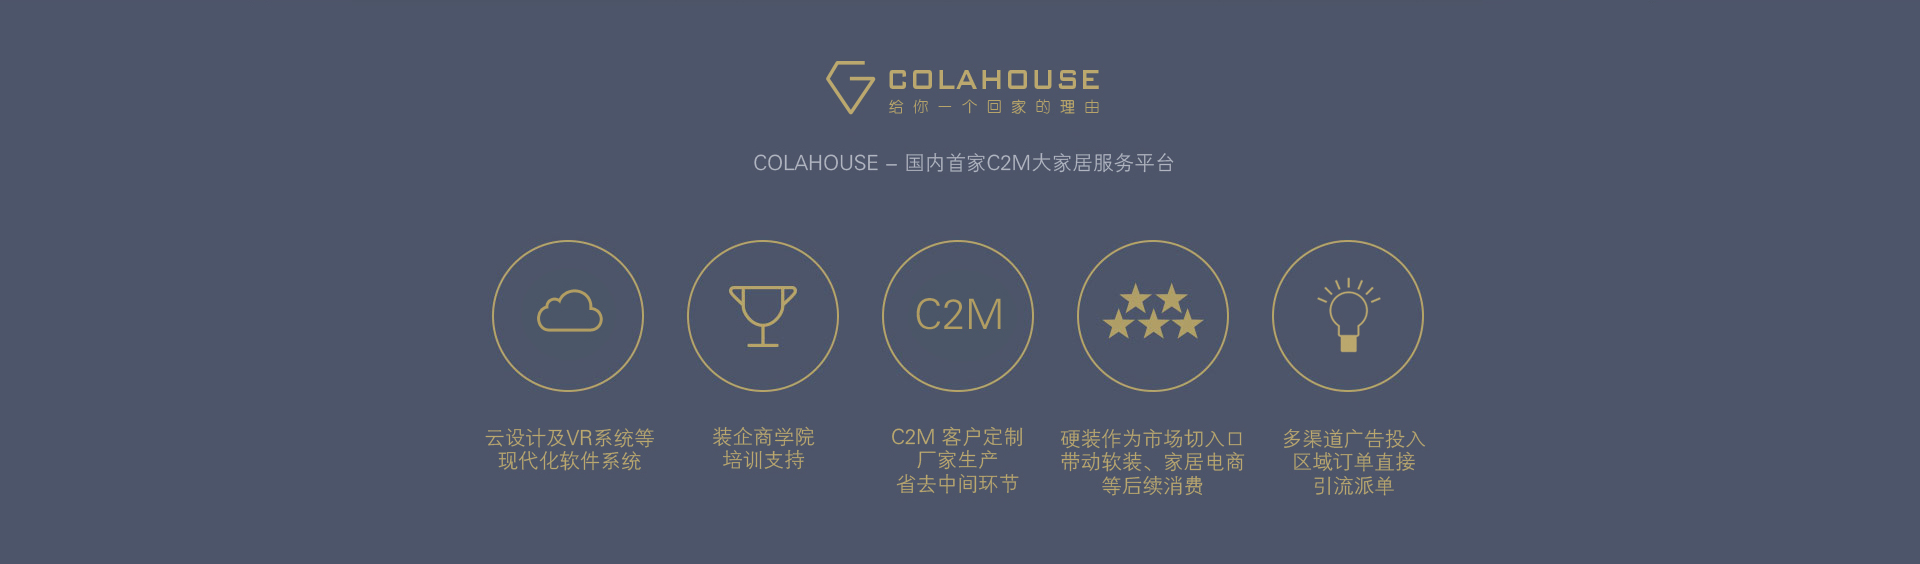 COLAHOUSE
给你一个回家的理由
COLAHOUSE – 国内首家C2M大家居服务平台
C2M
云设计及VR系统等
现代化软件系统
装企商学院
培训支持
C2M 客户定制
厂家生产
省去中间环节
硬装作为市场切入口
带动软装、家居电商
等后续消费
多渠道广告投入
区域订单直接
引流派单